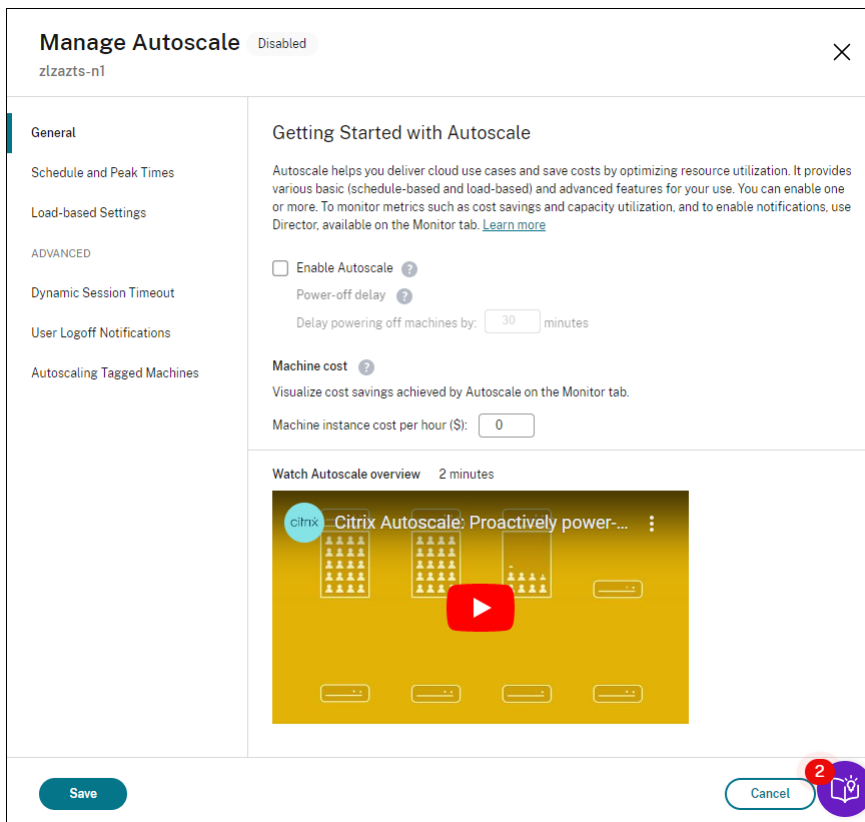 Manage Autoscale Disabled
zlzazts-n1
General
Schedule and Peak Times
Load-based Settings
ADVANCED
Dynamic Session Timeout
User Logoff Notifications
Autoscaling Tagged Machines
Getting Started with Autoscale
Autoscale helps you deliver cloud use cases and save costs by optimizing resource utilization. It provides
various basic (schedule-based and load-based) and advanced features for your use. You can enable one
or more. To monitor metrics such as cost savings and capacity utilization, and to enable notifications, use
Director, available on the Monitor tab. Learn more
Enable Autoscale ?
Power-off delay ?
Delay powering off machines by: 30 minutes
Machine cost ?
Visualize cost savings achieved by Autoscale on the Monitor tab.
Machine instance cost per hour ($): 0
Watch Autoscale overview 2 minutes
citrix Citrix Autoscale: Proactively power-...
Save
Cancel
2